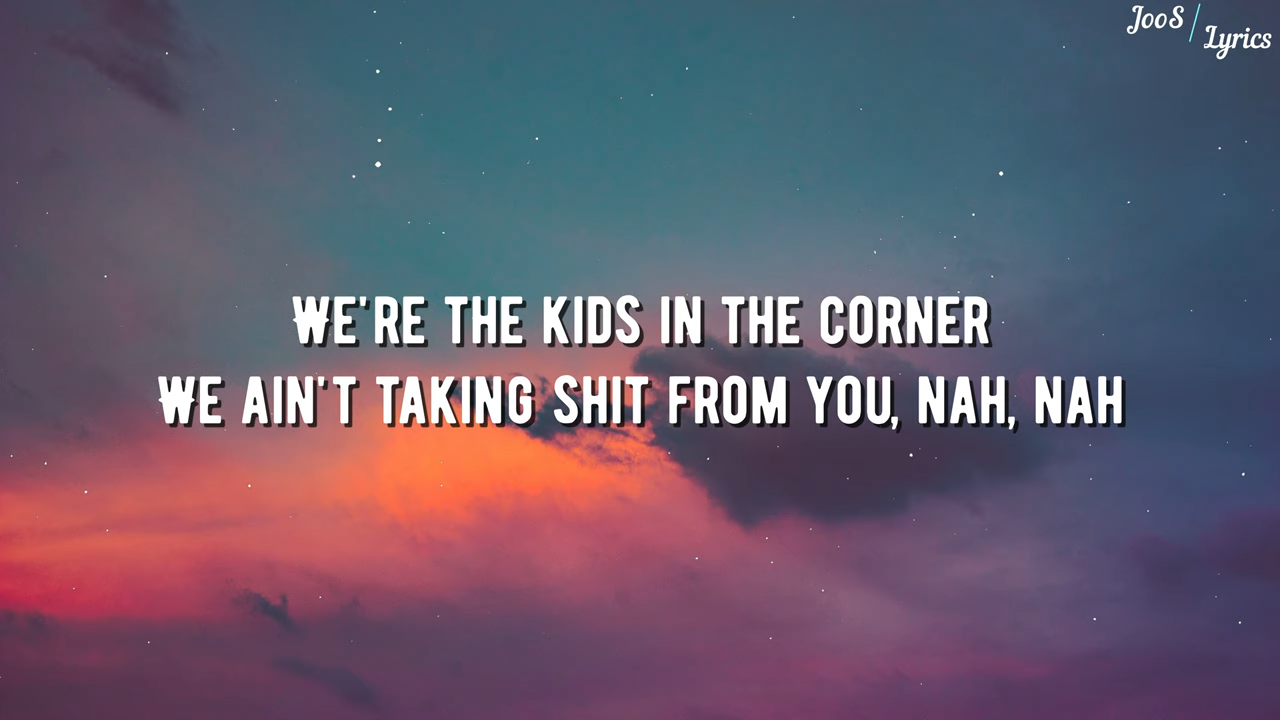 JooS / Lyrics
WE'RE THE KIDS IN THE CORNER
WE AIN'T TAKING SHIT FROM YOU, NAH, NAH